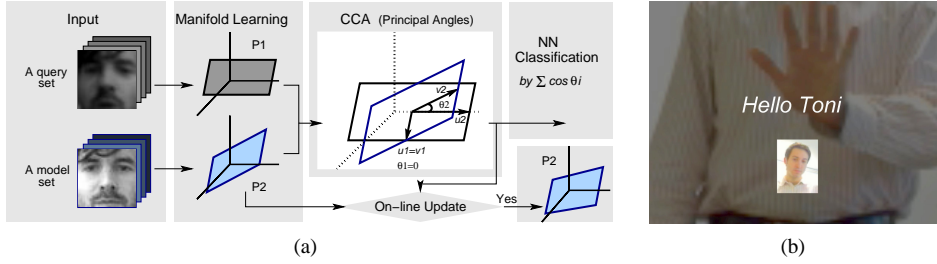 Input
Manifold Learning
CCA (Principal Angles)
NN
Classification
by ∑ cos θi
A query
set
P1
v2
θ2
u2
u1=v1
θ1=0
A model
set
P2
On-line Update
Yes
P2
Hello Toni
(a)
(b)